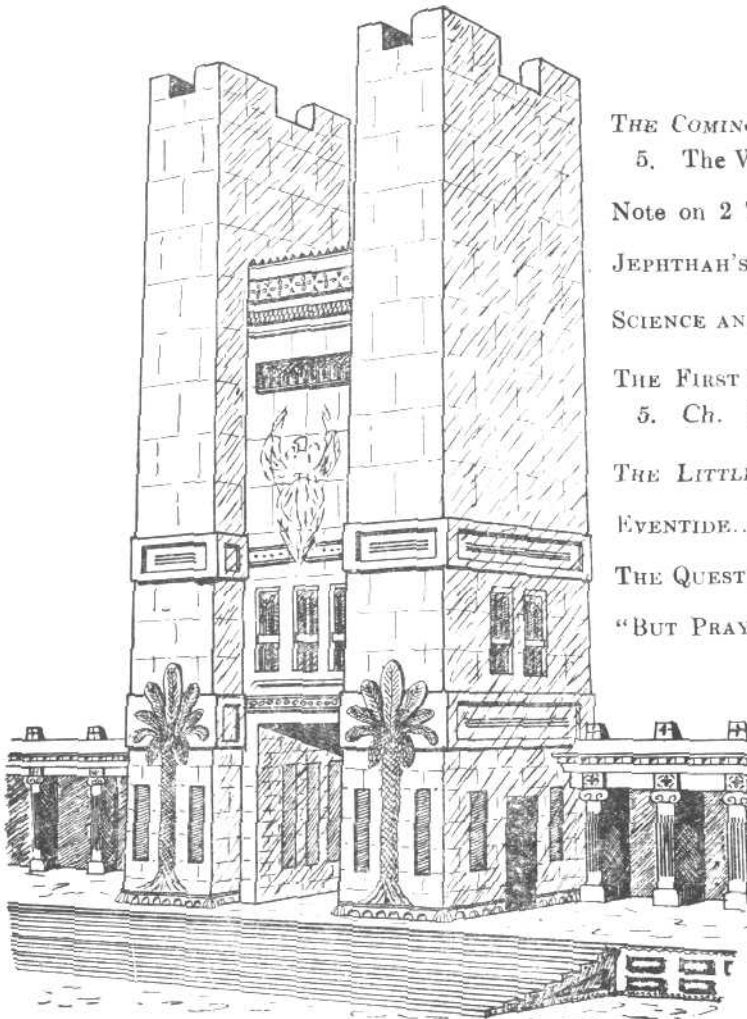 THE COMING
5. The V
Note on 2 T
JEPHTHAH'S
SCIENCE AN
THE FIRST
5. Ch.
THE LITTLE
EVENTIDE..
THE QUEST
"BUT PRAY